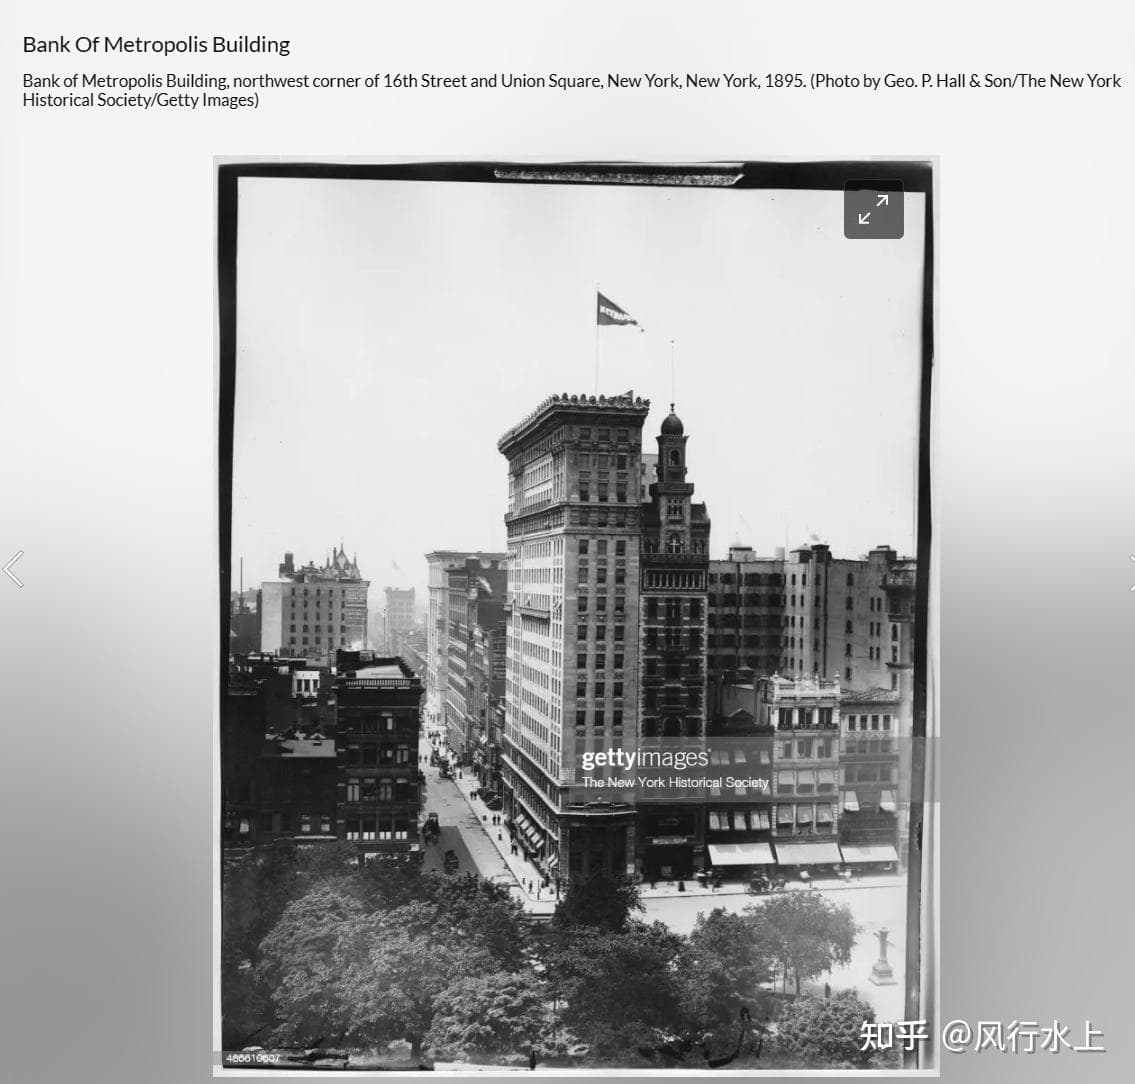 Bank Of Metropolis Building
Bank of Metropolis Building, northwest corner of 16th Street and Union Square, New York, New York, 1895. (Photo by Geo. P. Hall & Son/The New York
Historical Society/Getty Images)
gettyimages®
The New York Historical Society
486610607
知乎 @风行水上